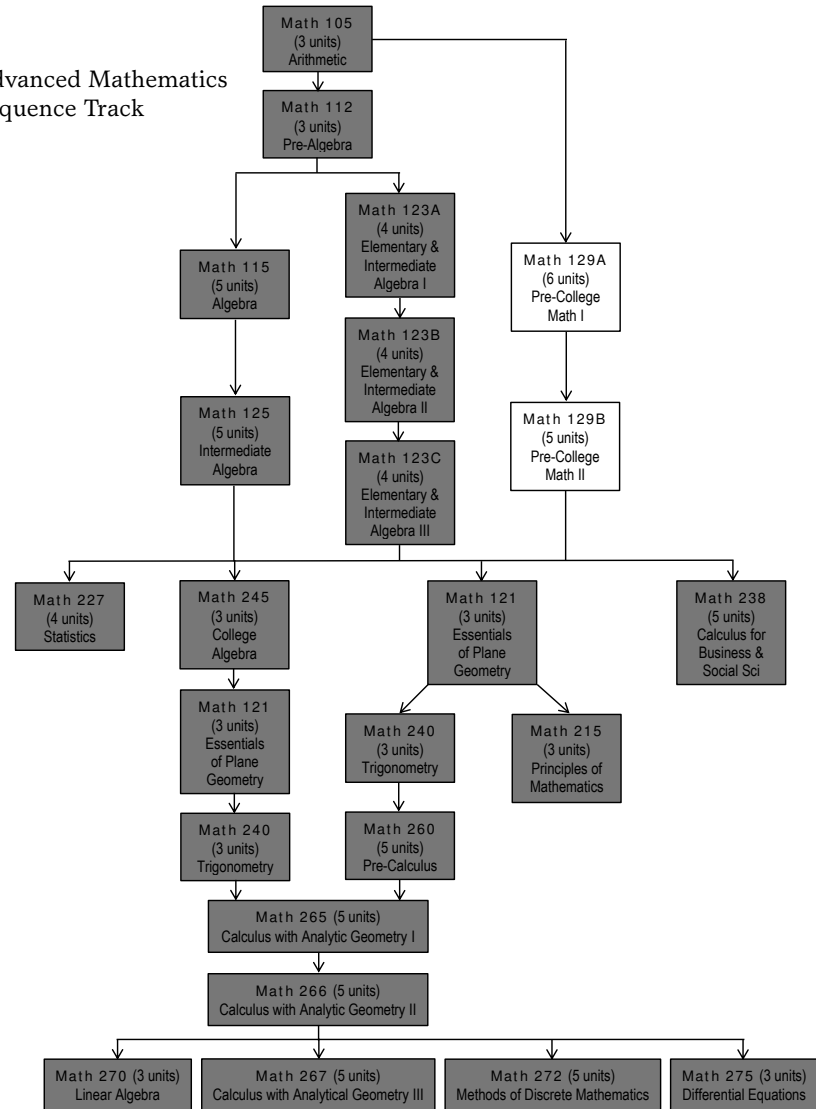 Math 105
(3 units)
Arithmetic
dvanced Mathematics
quence Track
Math 112
(3 units)
Pre-Algebra
Math 123A
(4 units)
Elementary &
Intermediate
Algebra I
Math 115
(5 units)
Algebra
Math 129A
(6 units)
Pre-College
Math I
Math 123B
(4 units)
Elementary &
Intermediate
Algebra II
Math 125
(5 units)
Intermediate
Algebra
Math 129B
(5 units)
Pre-College
Math II
Math 123C
(4 units)
Elementary &
Intermediate
Algebra III
Math 227
(4 units)
Statistics
Math 245
(3 units)
College
Algebra
Math 121
(3 units)
Essentials
of Plane
Geometry
Math 238
(5 units)
Calculus for
Business &
Social Sci
Math 121
(3 units)
Essentials
of Plane
Geometry
Math 240
(3 units)
Trigonometry
Math 215
(3 units)
Principles of
Mathematics
Math 240
(3 units)
Trigonometry
Math 260
(5 units)
Pre-Calculus
Math 265 (5 units)
Calculus with Analytic Geometry I
Math 266 (5 units)
Calculus with Analytic Geometry II
Math 270 (3 units)
Linear Algebra
Math 267 (5 units)
Calculus with Analytical Geometry III
Math 272 (5 units)
Methods of Discrete Mathematics
Math 275 (3 units)
Differential Equations